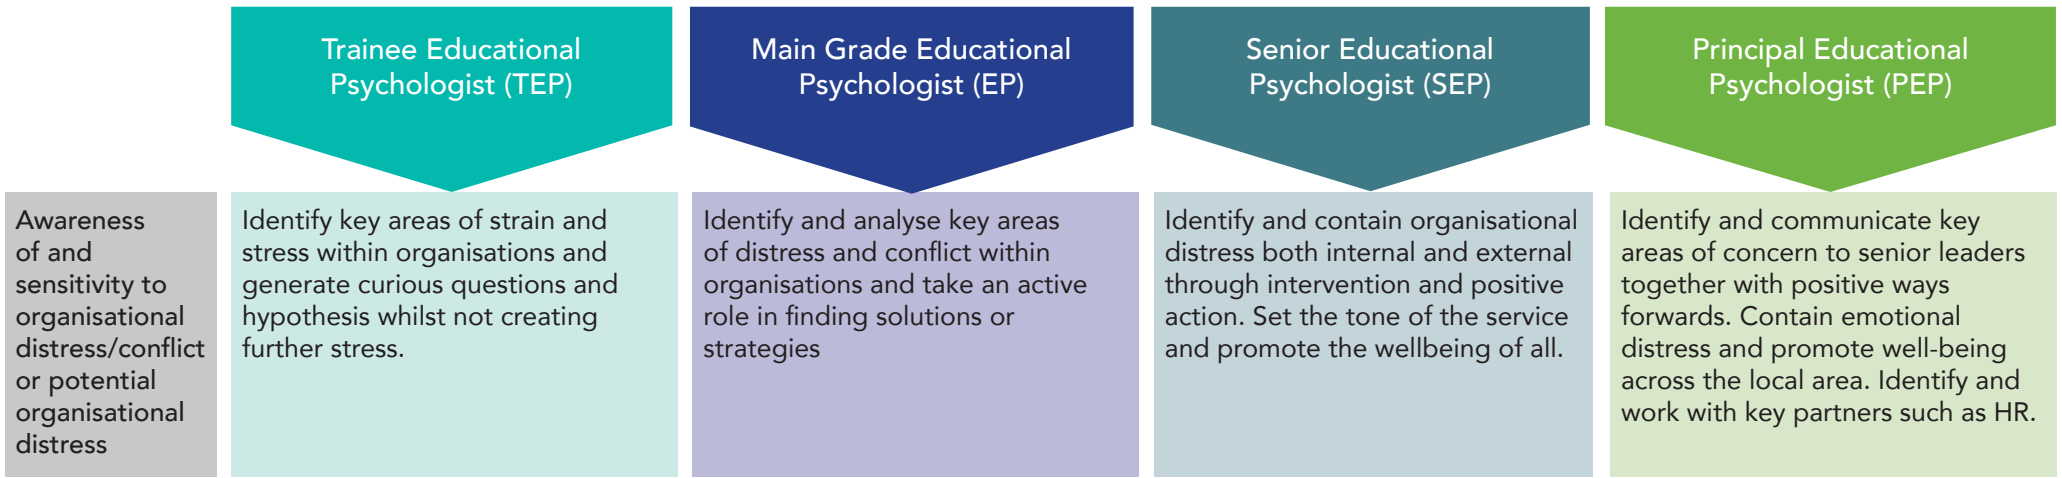 Trainee Educational
Psychologist (TEP)
Main Grade Educational
Psychologist (EP)
Senior Educational
Psychologist (SEP)
Principal Educational
Psychologist (PEP)
Awareness
of and
sensitivity to
organisational
distress/conflict
or potential
organisational
distress
Identify key areas of strain and
stress within organisations and
generate curious questions and
hypothesis whilst not creating
further stress.
Identify and analyse key areas
of distress and conflict within
organisations and take an active
role in finding solutions or
strategies
Identify and contain organisational
distress both internal and external
through intervention and positive
action. Set the tone of the service
and promote the wellbeing of all.
Identify and communicate key
areas of concern to senior leaders
together with positive ways
forwards. Contain emotional
distress and promote well-being
across the local area. Identify and
work with key partners such as HR.